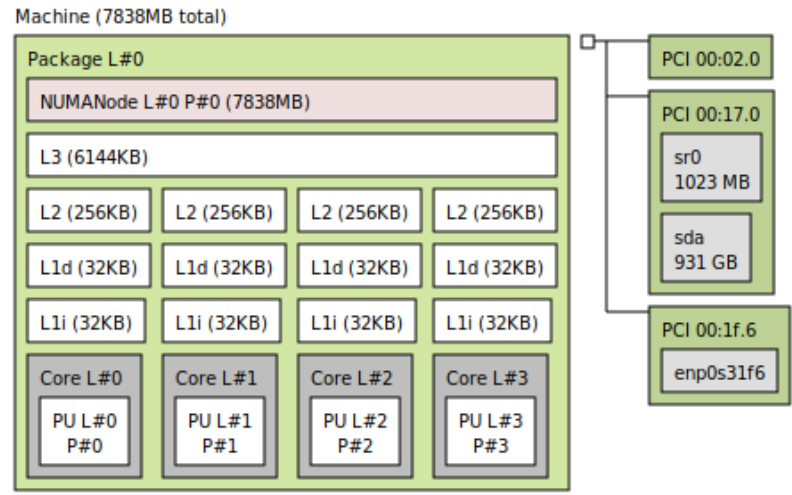 Machine (7838MB total)
Package L#0
NUMANode L#0 P#0 (7838MB)
L3 (6144KB)
L2 (256KB) L2 (256KB) L2 (256KB) L2 (256KB)
L1d (32KB) L1d (32KB) L1d (32KB) L1d (32KB)
L1i (32KB) L1i (32KB) L1i (32KB) L1i (32KB)
Core L#0 Core L#1 Core L#2 Core L#3
PU L#0 PU L#1 PU L#2 PU L#3
P#0 P#1 P#2 P#3
PCI 00:02.0
PCI 00:17.0
sr0
1023 MB
sda
931 GB
PCI 00:1f.6
enp0s31f6